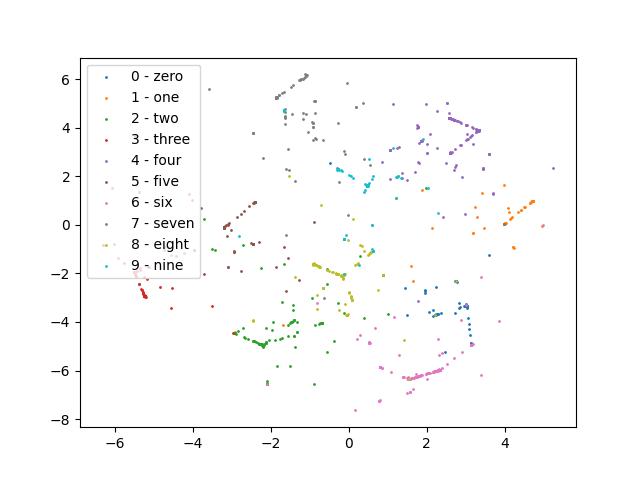 0 - zero
1 - one
2 - two
3 - three
4 - four
5 - five
6 - six
7 - seven
8 - eight
9 - nine
6
4
2
0
−2
−4
−6
−8
−6
−4
−2
0
2
4